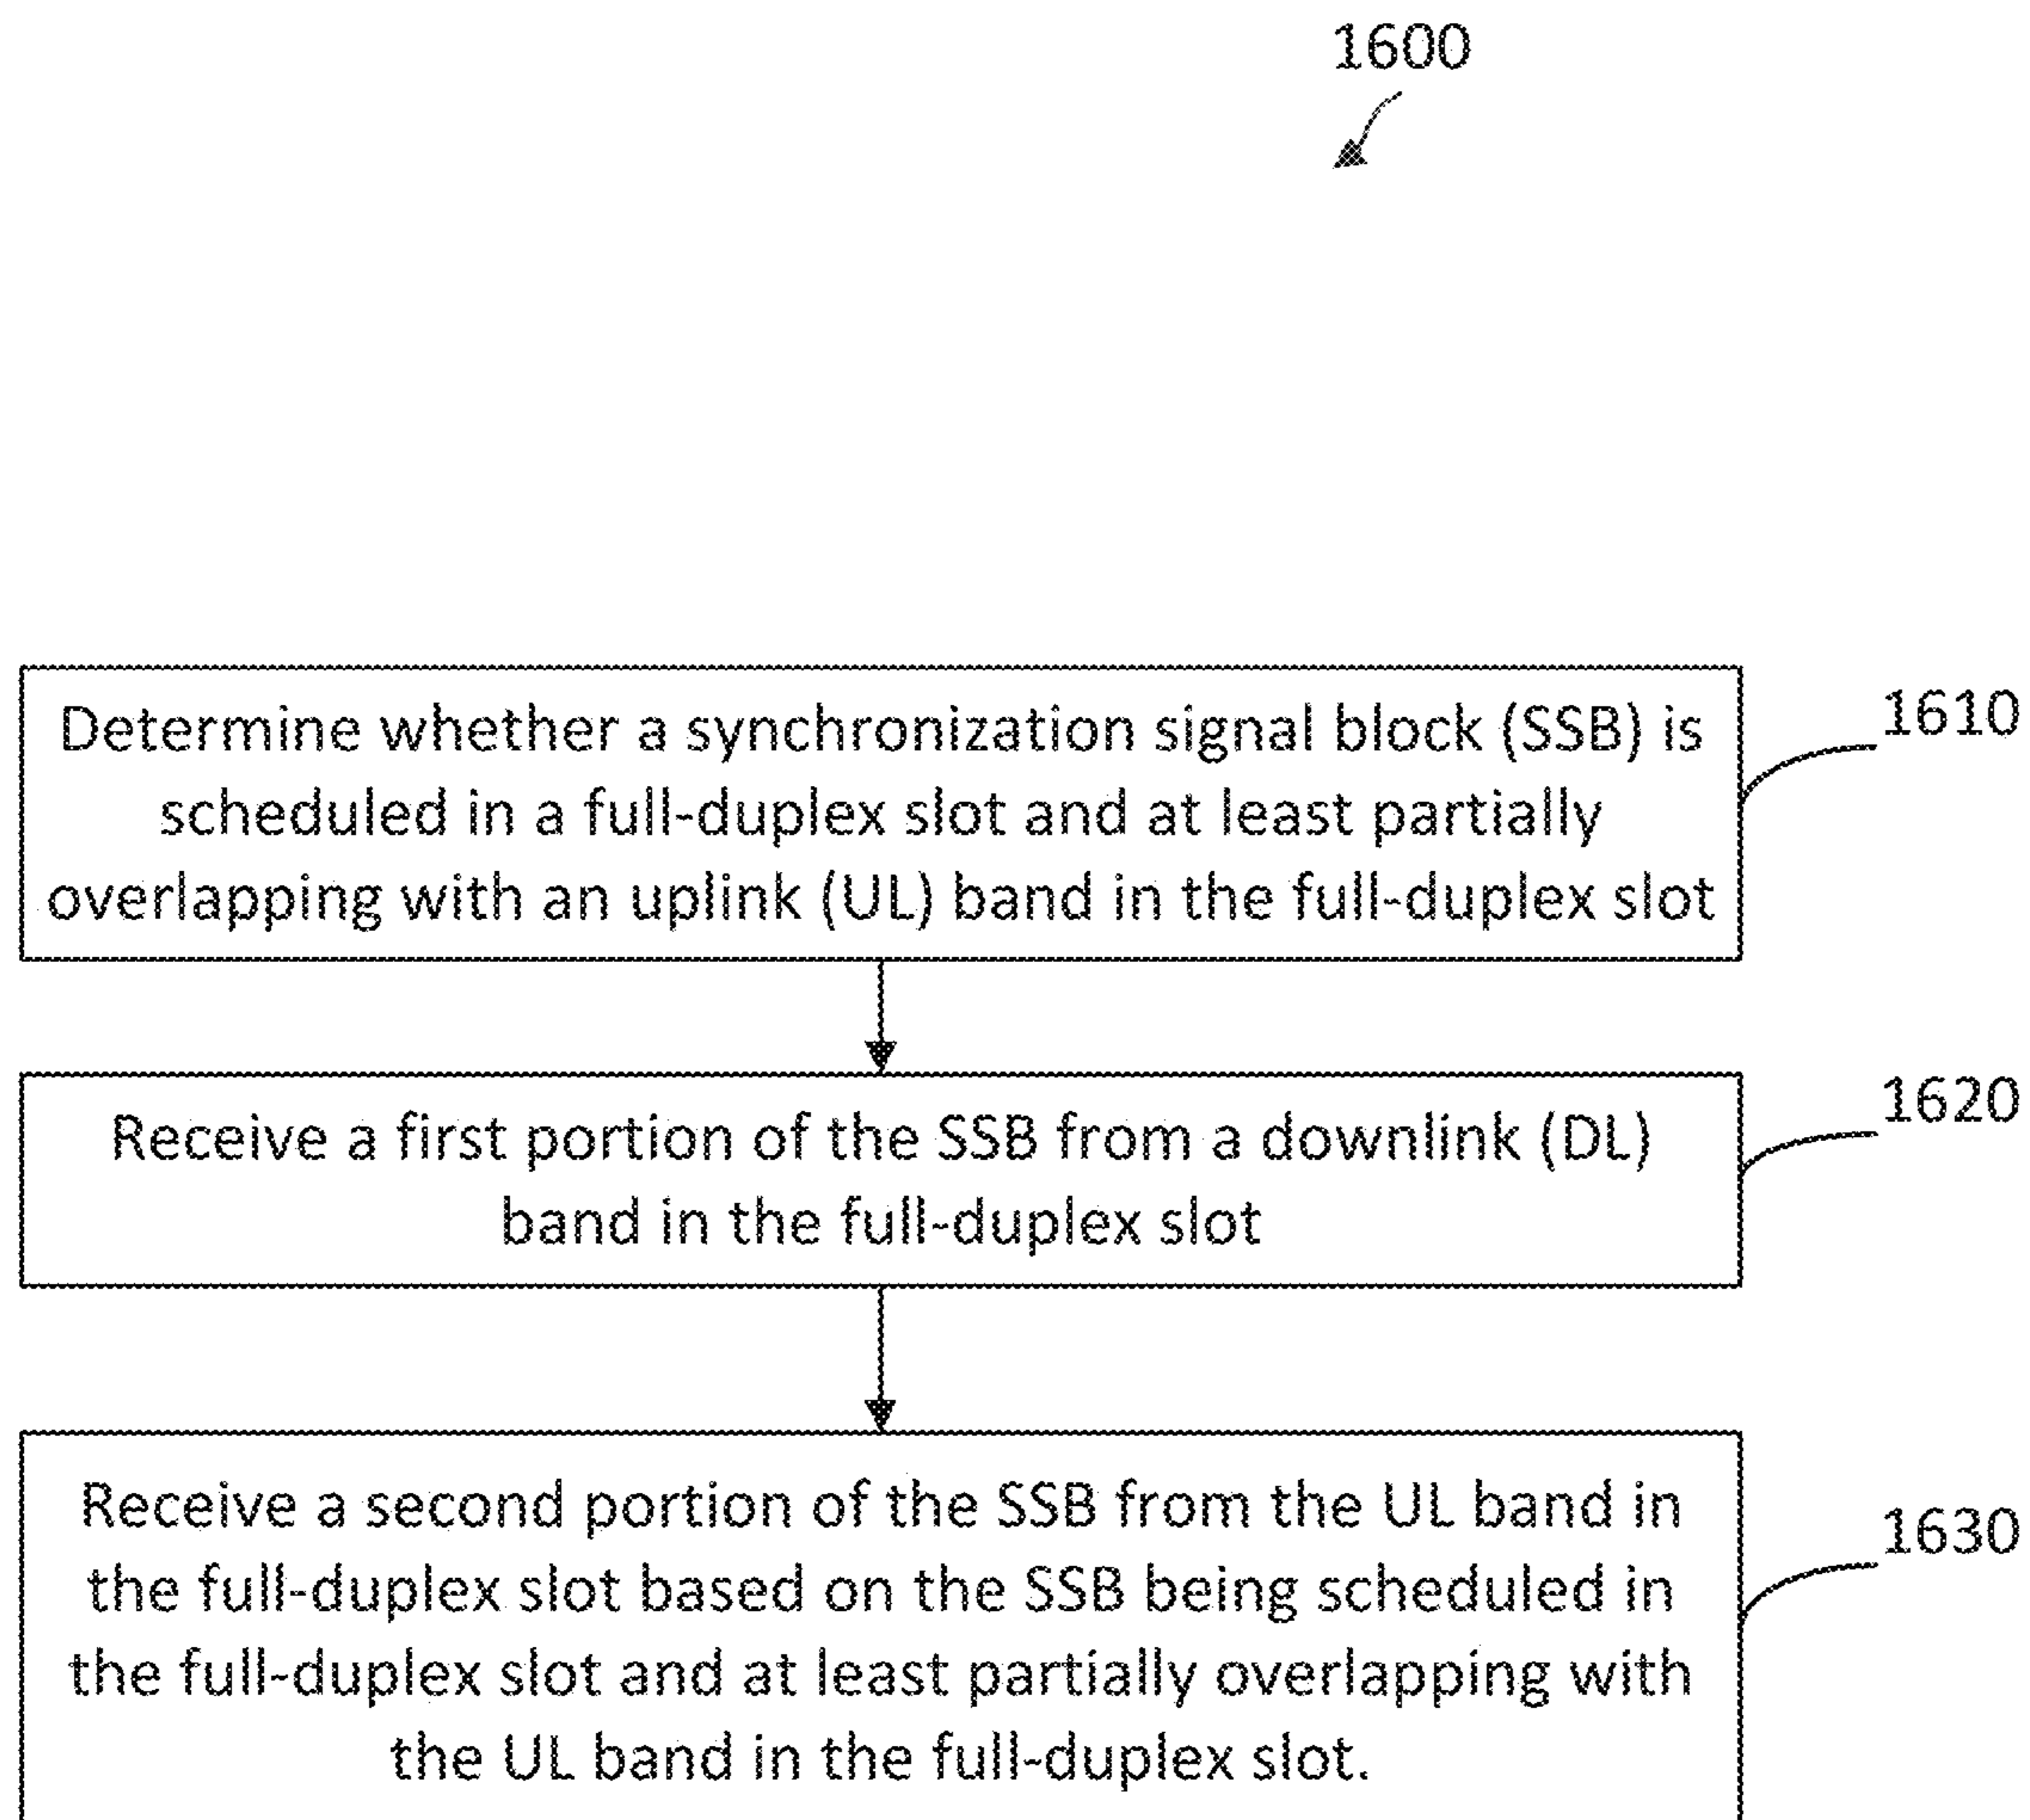 1600
Determine whether a synchronization signal block (SSB) is
scheduled in a full-duplex slot and at least partially
overlapping with an uplink (UL) band in the full-duplex slot
1610
Receive a first portion of the SSB from a downlink (DL)
band in the full-duplex slot
1620
Receive a second portion of the SSB from the UL band in
the full-duplex slot based on the SSB being scheduled in
the full-duplex slot and at least partially overlapping with
the UL band in the full-duplex slot.
1630